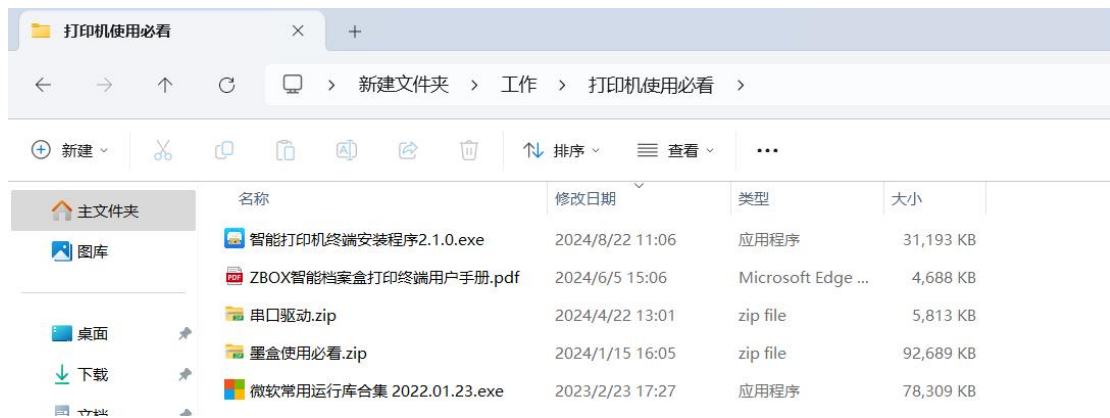 打印机使用必看
新建文件夹 > 工作 > 打印机使用必看 >
新建 排序 查看 ...
名称 修改日期 类型 大小
主文件夹
图库
桌面
下载
文档
智能打印机终端安装程序2.1.0.exe 2024/8/22 11:06 应用程序 31,193 KB
PDF ZBOX智能档案盒打印终端用户手册.pdf 2024/6/5 15:06 Microsoft Edge ... 4,688 KB
串口驱动.zip 2024/4/22 13:01 zip file 5,813 KB
墨盒使用必看.zip 2024/1/15 16:05 zip file 92,689 KB
微软常用运行库合集 2022.01.23.exe 2023/2/23 17:27 应用程序 78,309 KB